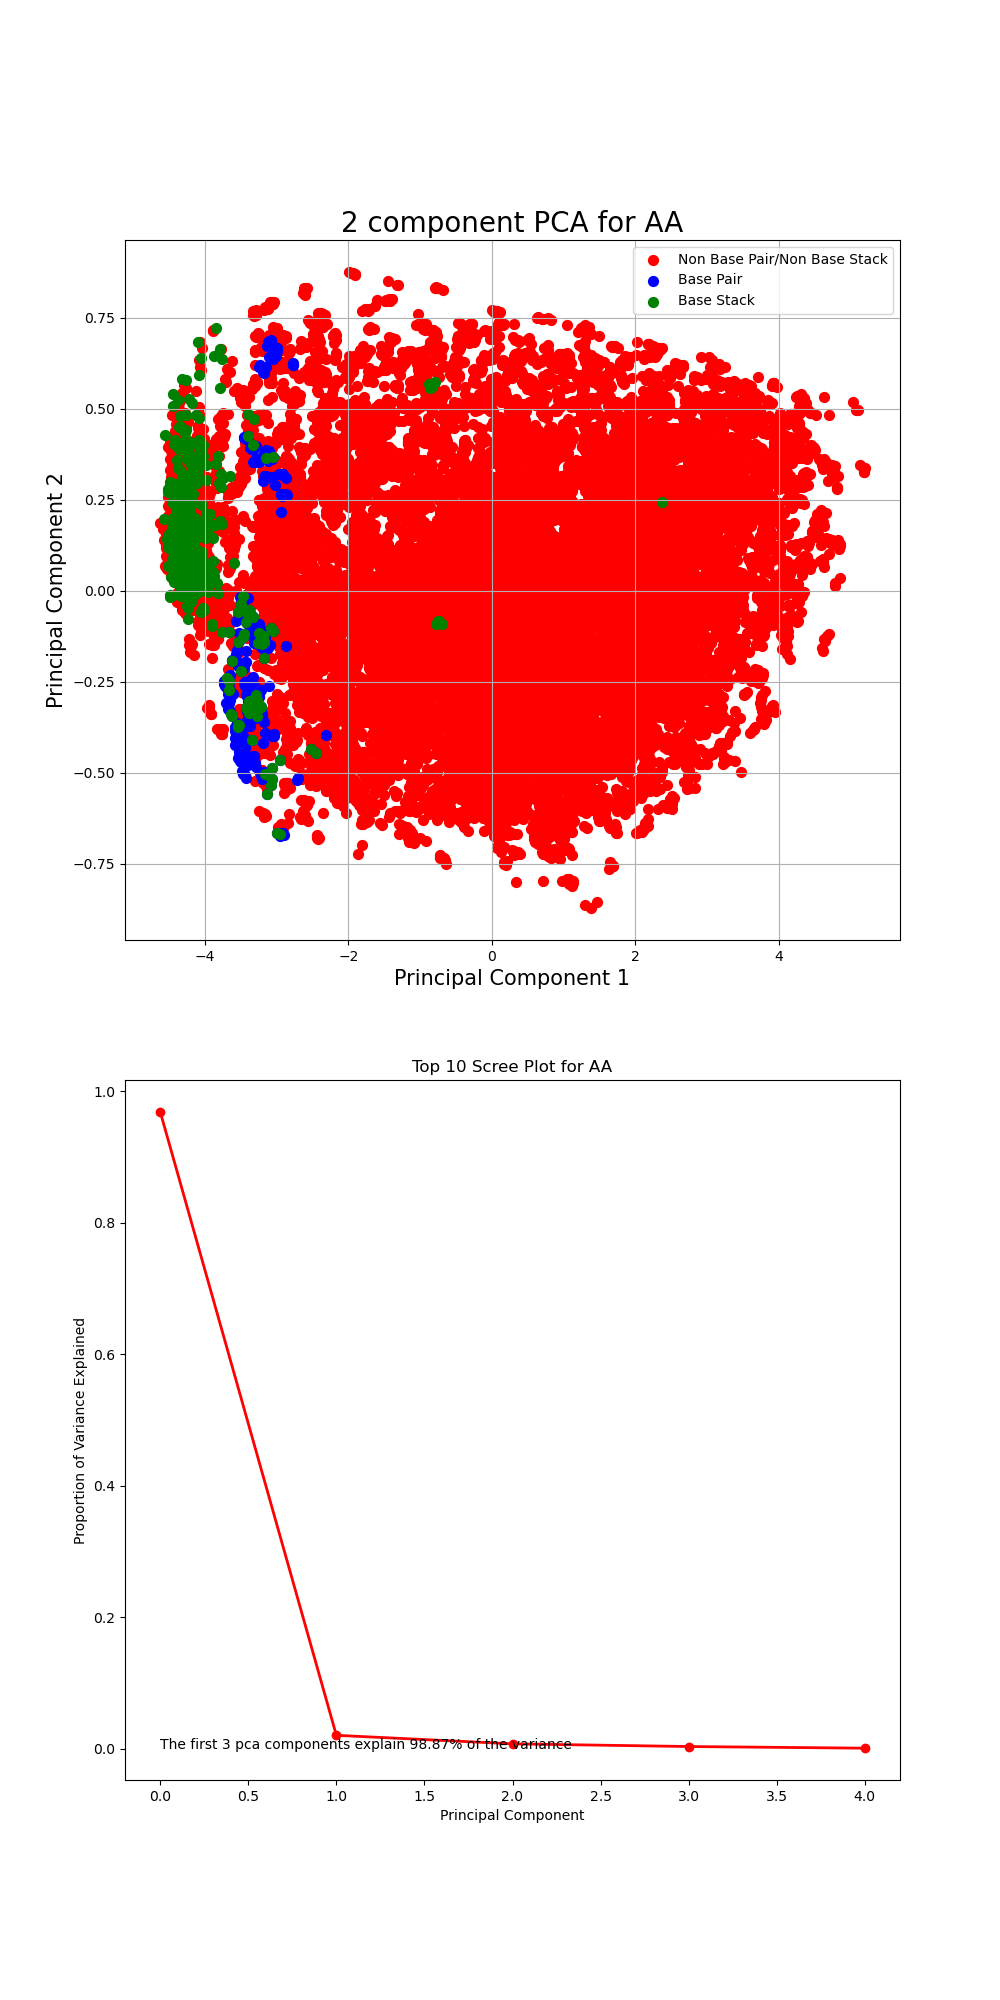 2 component PCA for AA
Non Base Pair/Non Base Stack
Base Pair
Base Stack
0.75
0.50
0.25
0.00
−0.25
−0.50
−0.75
Principal Component 2
−4 −2 0 2 4
Principal Component 1
Top 10 Scree Plot for AA
1.0
0.8
0.6
0.4
0.2
0.0
Proportion of Variance Explained
The first 3 pca components explain 98.87% of the variance
0.0 0.5 1.0 1.5 2.0 2.5 3.0 3.5 4.0
Principal Component